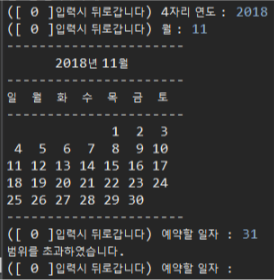 ([ 0 ]입력시 뒤로갑니다) 4자리 연도 : 2018
([ 0 ]입력시 뒤로갑니다) 월 : 11
---------------------------
2018년 11월
---------------------------
일 월 화 수 목 금 토
---------------------------
1 2 3
4 5 6 7 8 9 10
11 12 13 14 15 16 17
18 19 20 21 22 23 24
25 26 27 28 29 30
---------------------------
([ 0 ]입력시 뒤로갑니다) 예약할 일자 : 31
범위를 초과하였습니다.
([ 0 ]입력시 뒤로갑니다) 예약할 일자 :